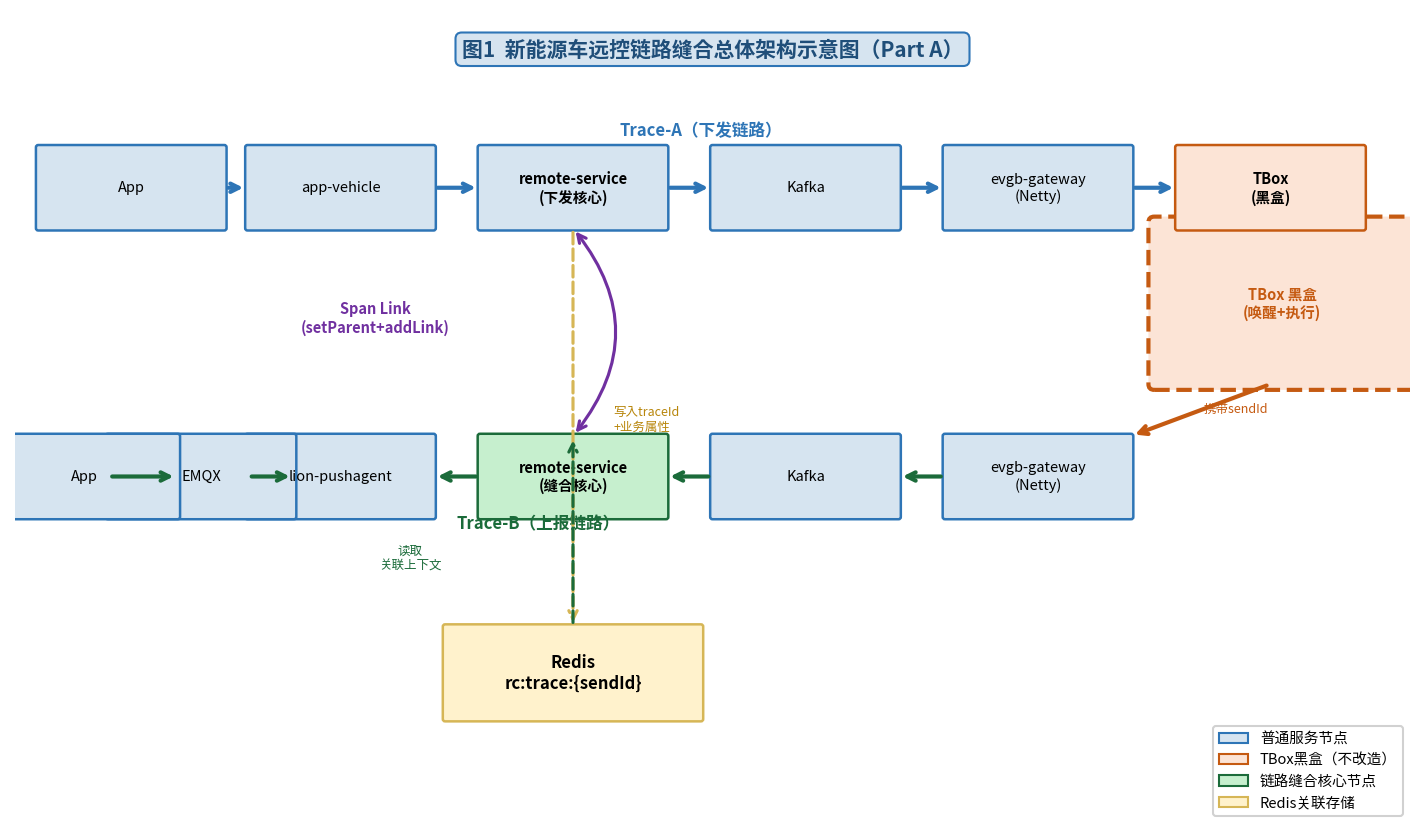 图1 新能源车远控链路缝合总体架构示意图（Part A）
Trace-A（下发链路）
App
app-vehicle
remote-service
(下发核心)
Kafka
evgb-gateway
(Netty)
TBox
(黑盒)
Span Link
(setParent+addLink)
TBox 黑盒
(唤醒+执行)
写入traceId
+业务属性
携带sendId
App
EMQX
lion-pushagent
remote-service
(缝合核心)
Kafka
evgb-gateway
(Netty)
Trace-B（上报链路）
读取
关联上下文
Redis
rc:trace:{sendId}
普通服务节点
TBox黑盒（不改造）
链路缝合核心节点
Redis关联存储